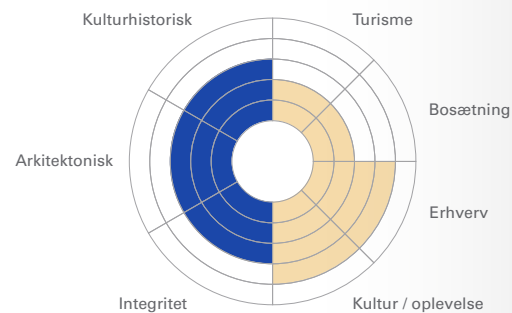 Kulturhistorisk
Turisme
Bosætning
Arkitektonisk
Erhverv
Integritet
Kultur / oplevelse